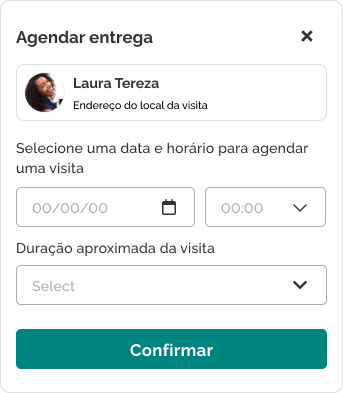 Agendar entrega
Laura Tereza
Endereço do local da visita
Selecione uma data e horário para agendar
uma visita
00/00/00
00:00
Duração aproximada da visita
Select
Confirmar